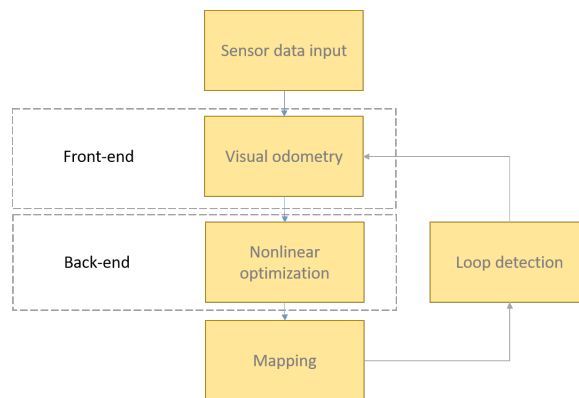 Sensor data input
Front-end
Visual odometry
Back-end
Nonlinear
optimization
Loop detection
Mapping